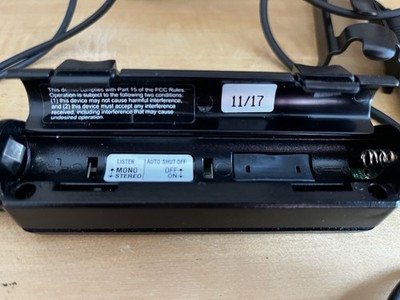 This device complies with Part 15 of the FCC Rules
Operation is subject to the following two conditions:
(1) this device may not cause harmful interference,
and (2) this device must accept any interference
received, including interference that may cause
undesired operation.
11/17
LISTEN AUTO SHUT OFF
MONO OFF
STEREO ON